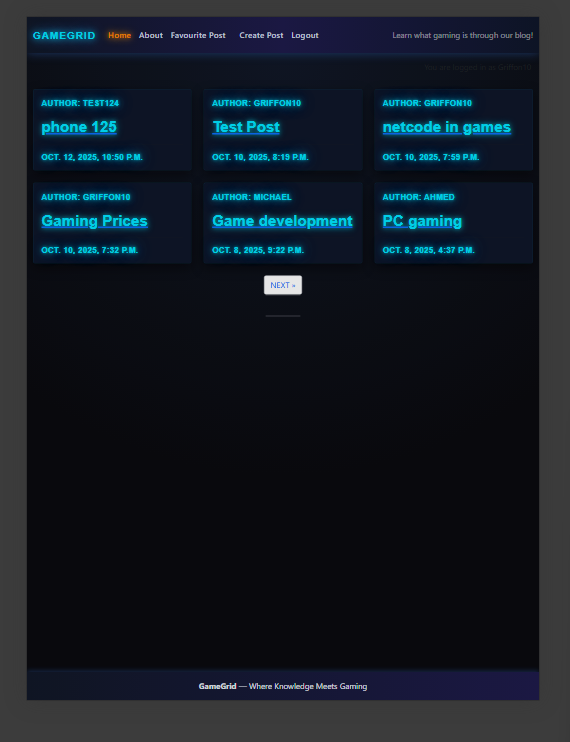 GAMEGRID Home About Favourite Post Create Post Logout Learn what gaming is through our blog!
You are logged in as Griffon10
AUTHOR: TEST124
phone 125
OCT. 12, 2025, 10:50 P.M.
AUTHOR: GRIFFON10
Test Post
OCT. 10, 2025, 8:19 P.M.
AUTHOR: GRIFFON10
netcode in games
OCT. 10, 2025, 7:59 P.M.
AUTHOR: GRIFFON10
Gaming Prices
OCT. 10, 2025, 7:32 P.M.
AUTHOR: MICHAEL
Game development
OCT. 8, 2025, 9:22 P.M.
AUTHOR: AHMED
PC gaming
OCT. 8, 2025, 4:37 P.M.
NEXT »
GameGrid — Where Knowledge Meets Gaming